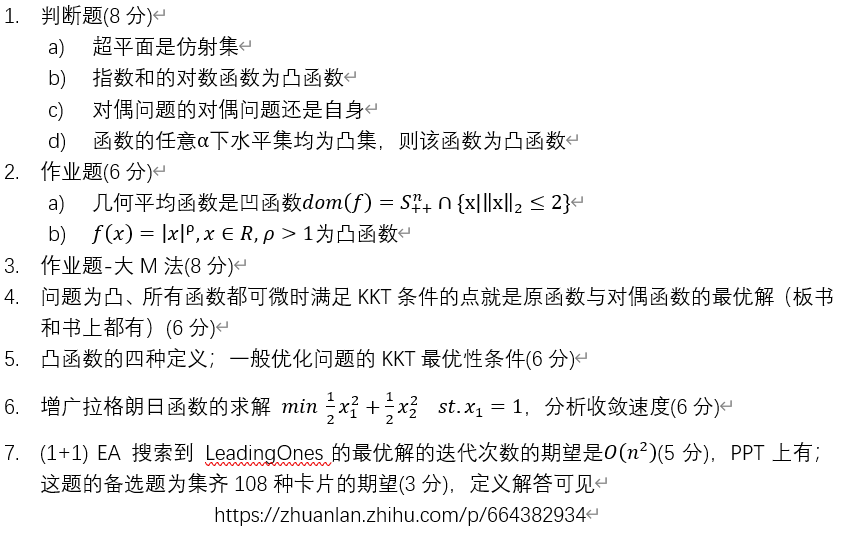 1. 判断题(8 分)↵
a) 超平面是仿射集↵
b) 指数和的对数函数为凸函数↵
c) 对偶问题的对偶问题还是自身↵
d) 函数的任意α下水平集均为凸集，则该函数为凸函数↵
2. 作业题(6 分)↵
a) 几何平均函数是凹函数dom(f) = S₊₊ⁿ ∩ {x|‖x‖₂ ≤ 2}↵
b) f(x) = |x|ᵖ, x ∈ R, ρ > 1为凸函数↵
3. 作业题-大 M 法(8 分)↵
4. 问题为凸、所有函数都可微时满足 KKT 条件的点就是原函数与对偶函数的最优解（板书
和书上都有）(6 分)↵
5. 凸函数的四种定义；一般优化问题的 KKT 最优性条件(6 分)↵
6. 增广拉格朗日函数的求解 min 1/2 x₁² + 1/2 x₂² st. x₁ = 1，分析收敛速度(6 分)↵
7. (1+1) EA 搜索到 LeadingOnes 的最优解的迭代次数的期望是O(n²)(5 分)，PPT 上有；
这题的备选题为集齐 108 种卡片的期望(3 分)，定义解答可见↵
https://zhuanlan.zhihu.com/p/664382934↵